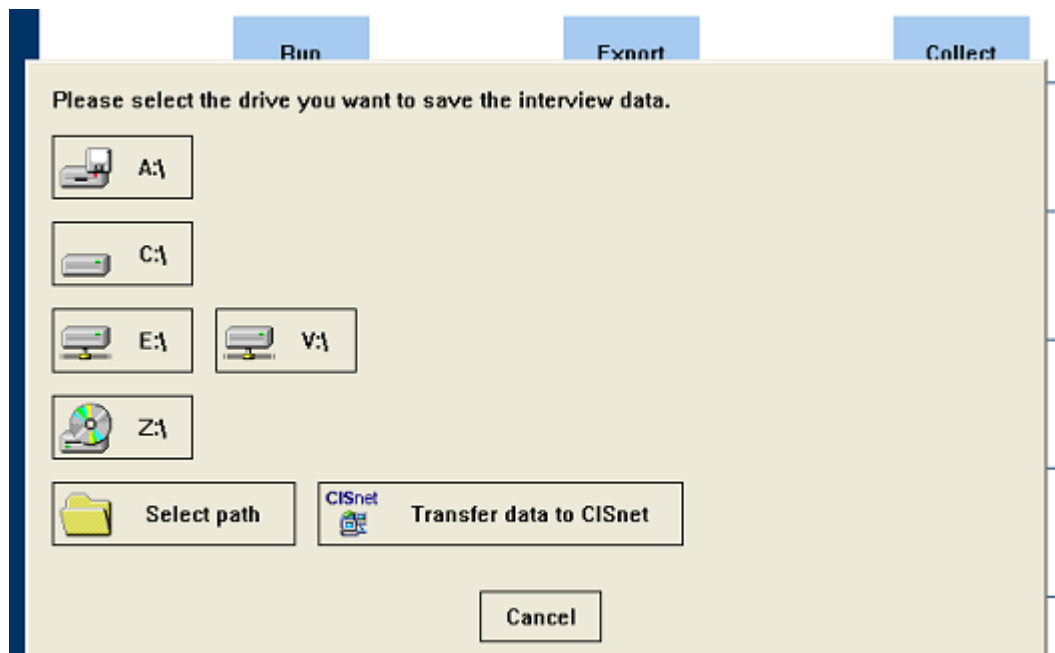 Run Export Collect
Please select the drive you want to save the interview data.
A:\
C:\
E:\ V:\
Z:\
Select path CISnet Transfer data to CISnet
Cancel